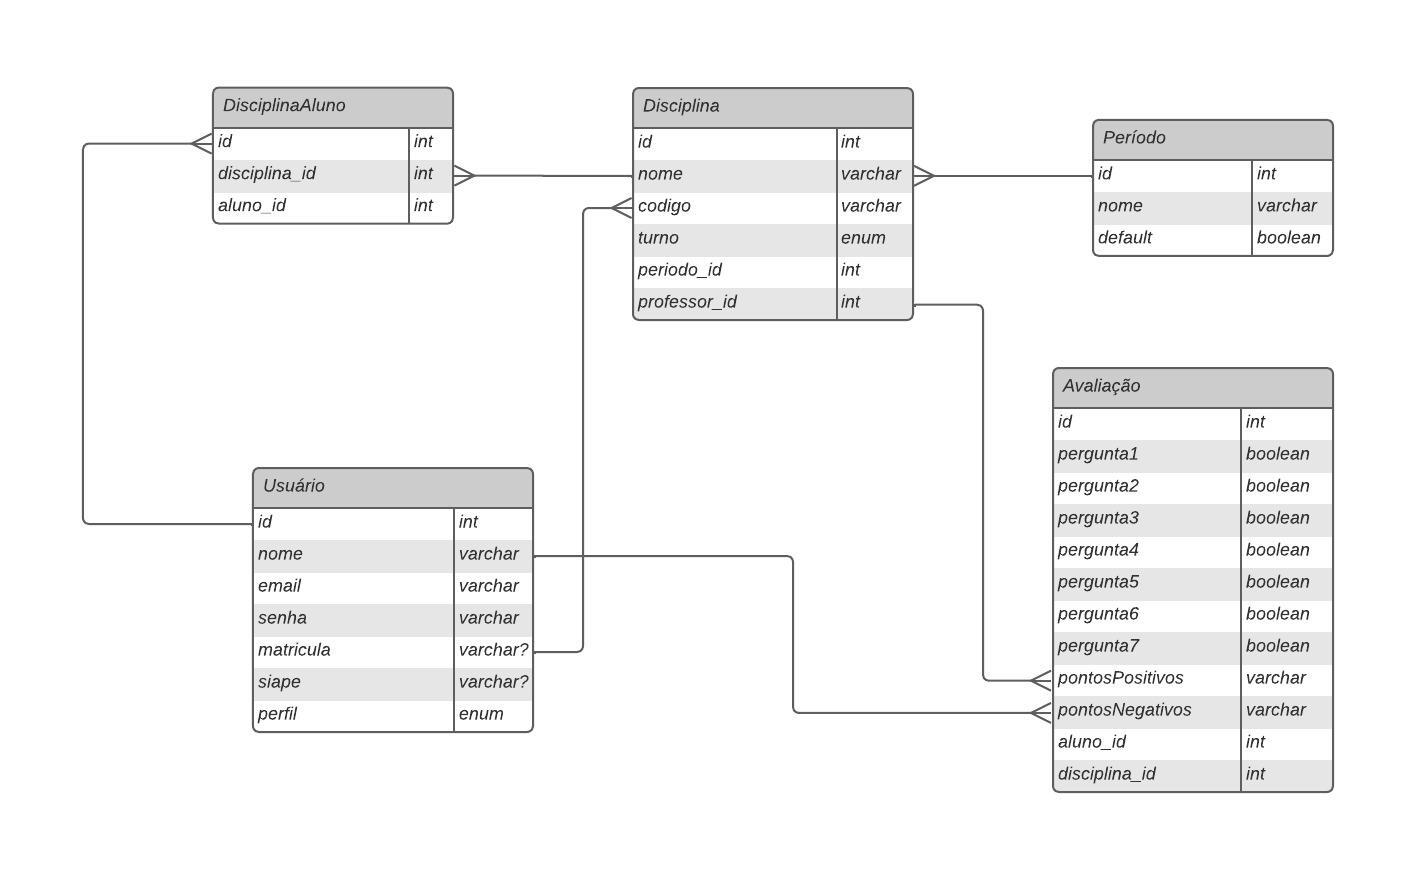 DisciplinaAluno
id int
disciplina_id int
aluno_id int
Disciplina
id int
nome varchar
codigo varchar
turno enum
periodo_id int
professor_id int
Período
id int
nome varchar
default boolean
Usuário
id int
nome varchar
email varchar
senha varchar
matricula varchar?
siape varchar?
perfil enum
Avaliação
id int
pergunta1 boolean
pergunta2 boolean
pergunta3 boolean
pergunta4 boolean
pergunta5 boolean
pergunta6 boolean
pergunta7 boolean
pontosPositivos varchar
pontosNegativos varchar
aluno_id int
disciplina_id int